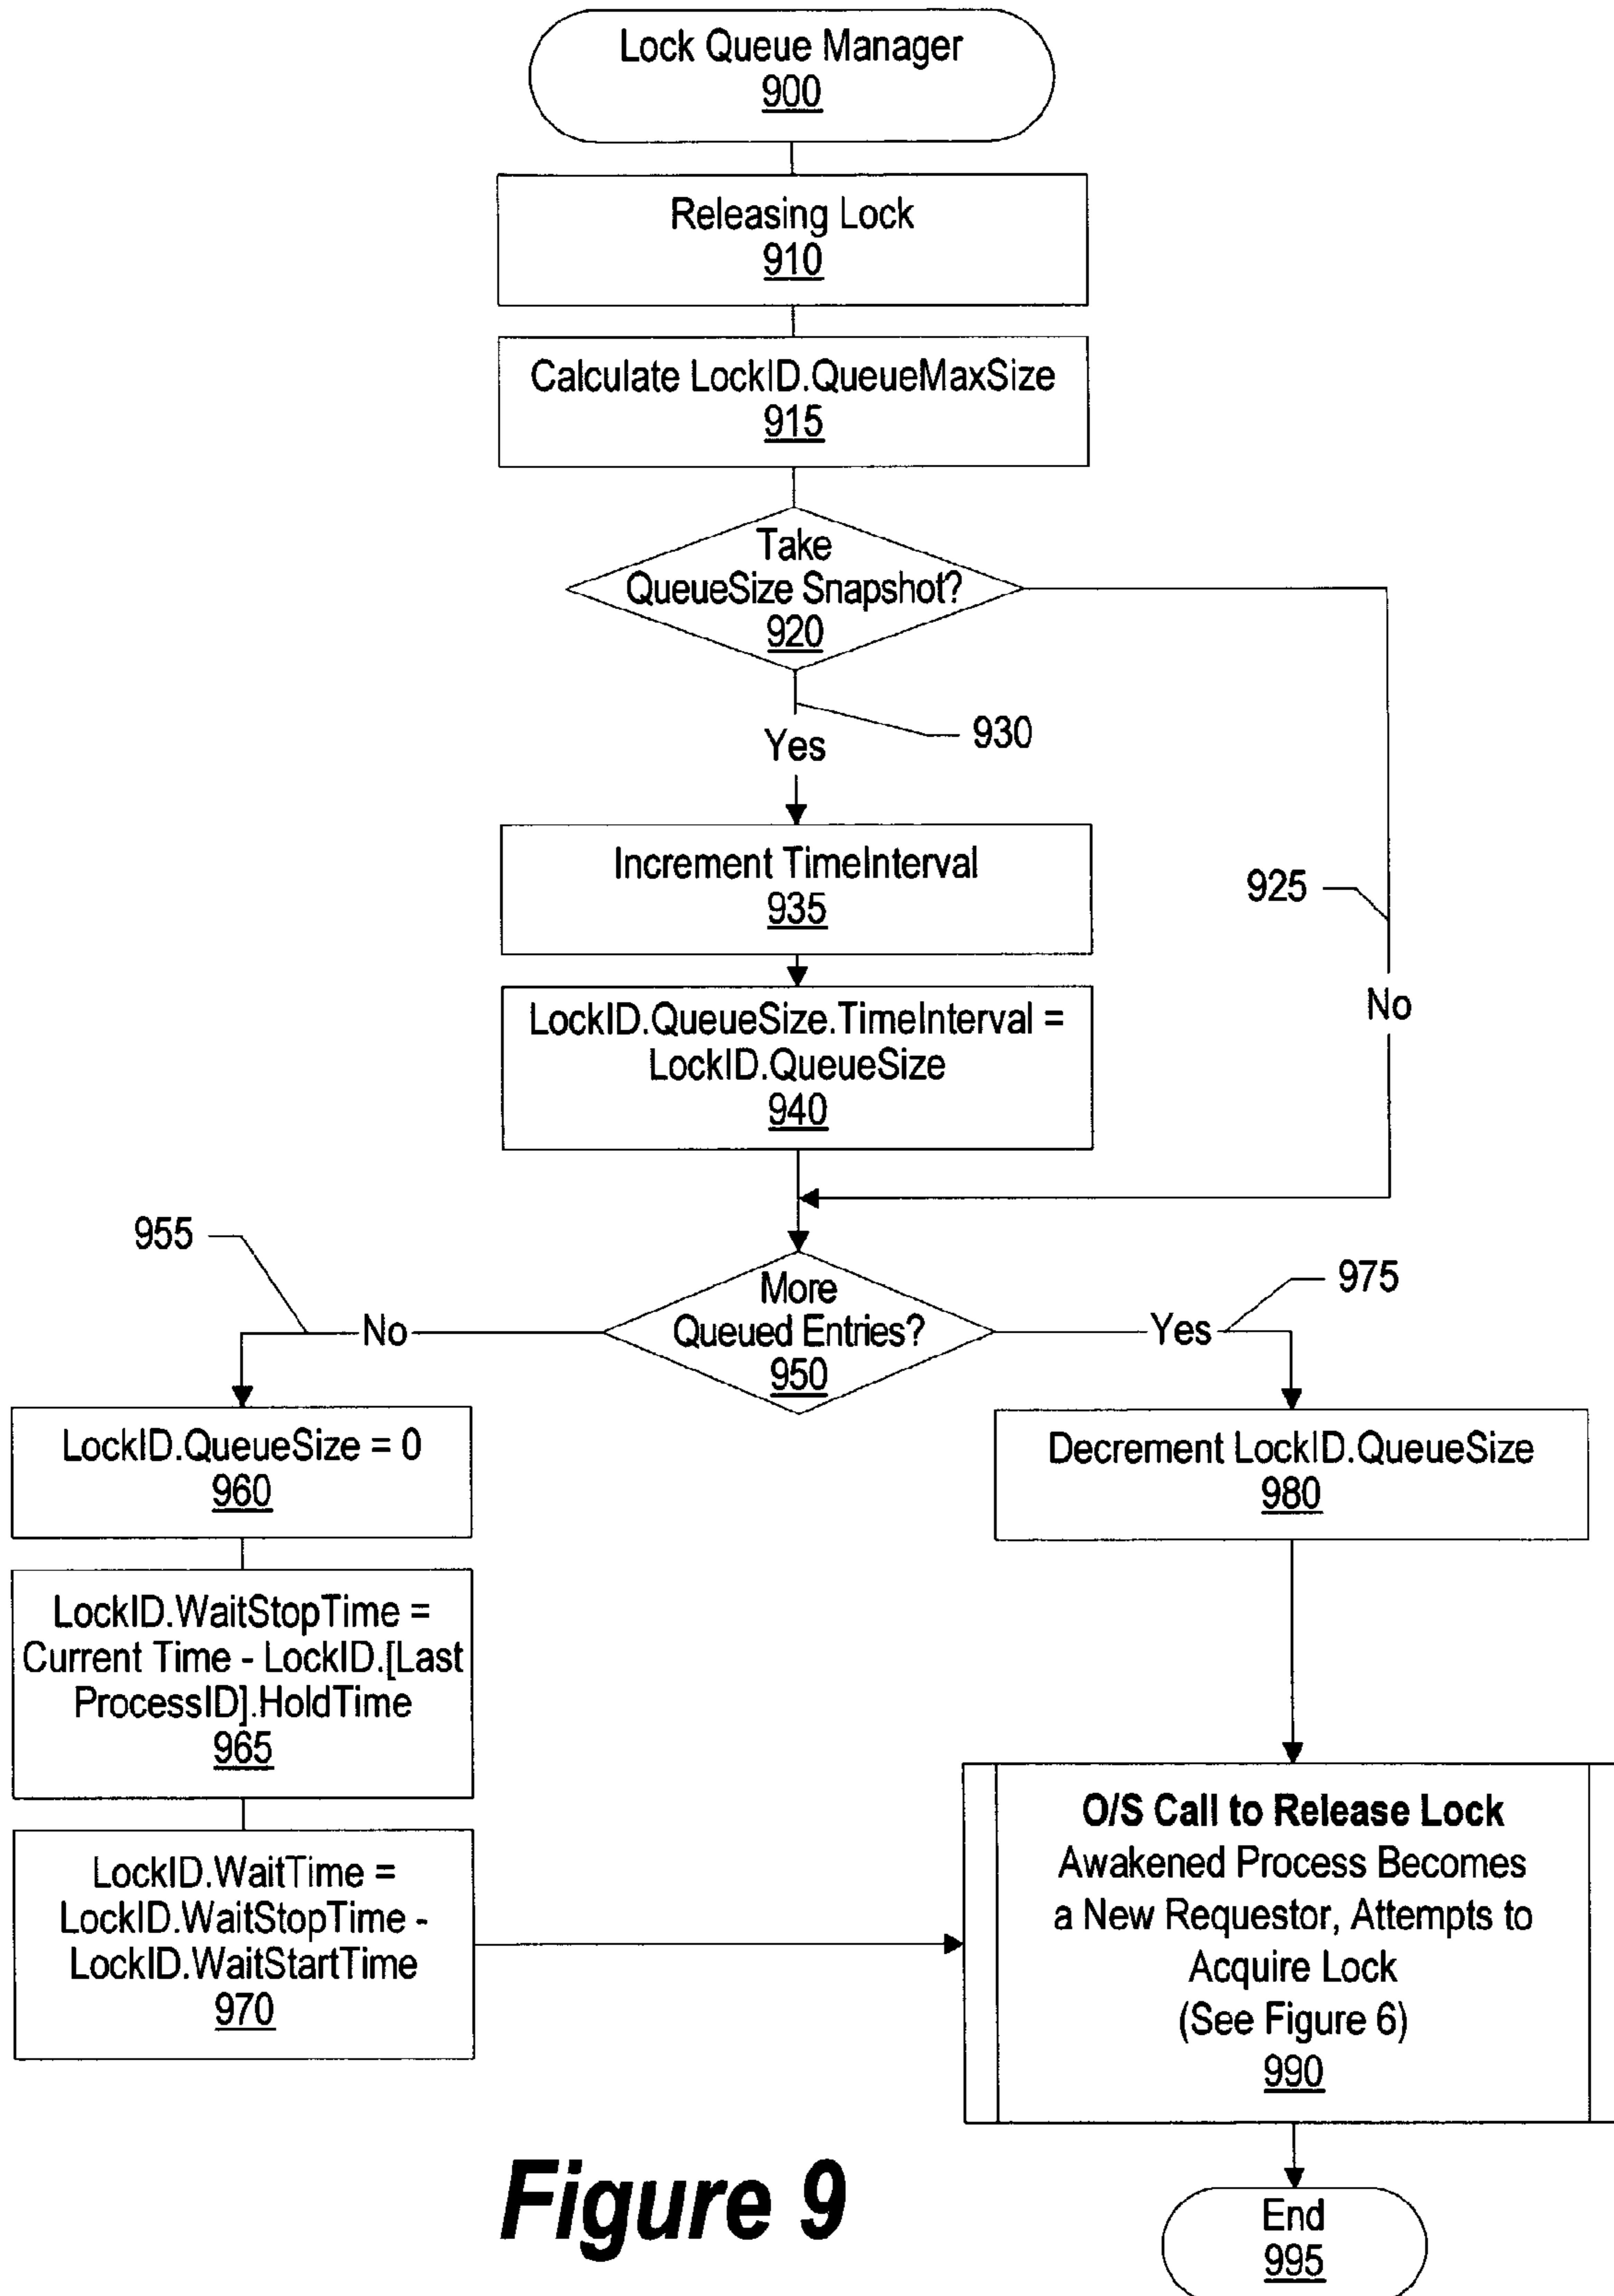 Lock Queue Manager
900
Releasing Lock
910
Calculate LockID.QueueMaxSize
915
Take
QueueSize Snapshot?
920
930
Yes
Increment TimeInterval
935
925
No
LockID.QueueSize.TimeInterval =
LockID.QueueSize
940
955
975
More
Queued Entries?
950
No
Yes
LockID.QueueSize = 0
960
Decrement LockID.QueueSize
980
LockID.WaitStopTime =
Current Time - LockID.[Last
ProcessID].HoldTime
965
LockID.WaitTime =
LockID.WaitStopTime -
LockID.WaitStartTime
970
O/S Call to Release Lock
Awakened Process Becomes
a New Requestor, Attempts to
Acquire Lock
(See Figure 6)
990
Figure 9
End
995